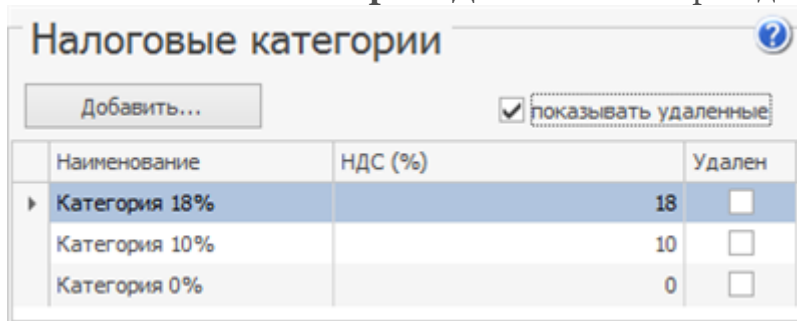 Налоговые категории
?
Добавить...
показывать удаленные
Наименование НДС (%) Удален
Категория 18% 18
Категория 10% 10
Категория 0% 0